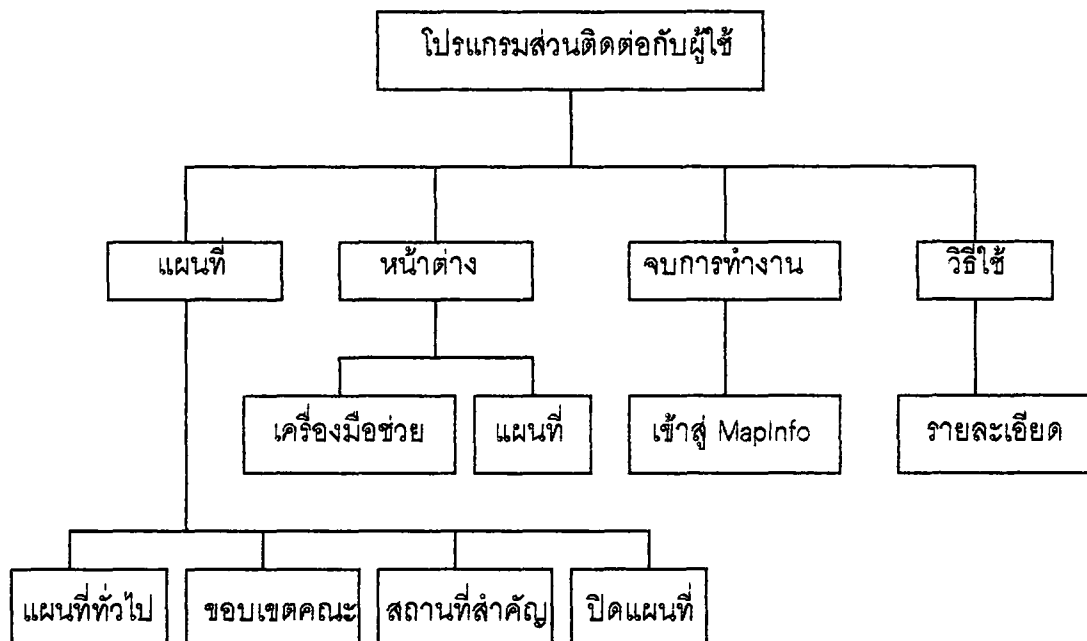 โปรแกรมส่วนติดต่อกับผู้ใช้
แผนที่ หน้าต่าง จบการทำงาน วิธีใช้
เครื่องมือช่วย แผนที่ เข้าสู่ MapInfo รายละเอียด
แผนที่ทั่วไป ขอบเขตคณะ สถานที่สำคัญ ปิดแผนที่